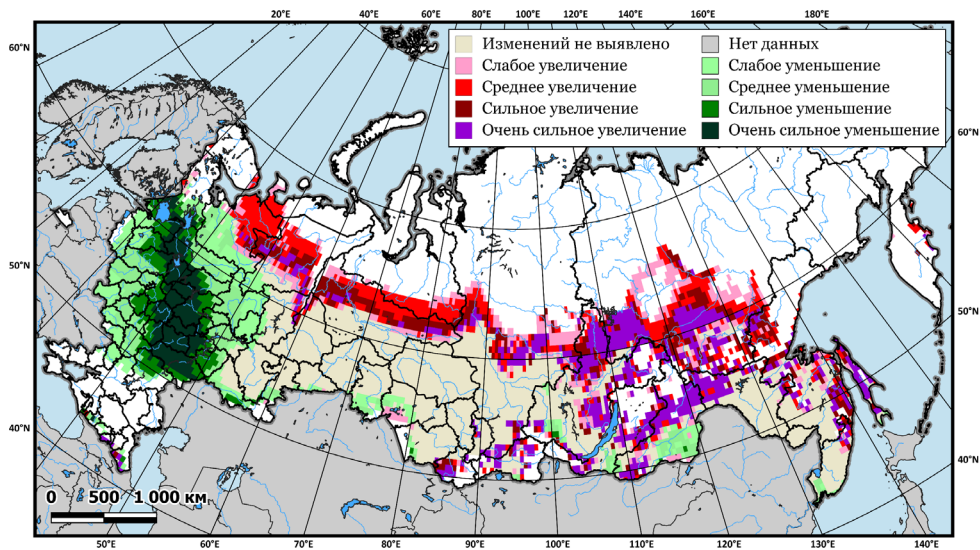 20°E 40°E 60°E 80°E 100°E 120°E 140°E 160°E 180°E
60°N
Изменений не выявлено
Слабое увеличение
Среднее увеличение
Сильное увеличение
Очень сильное увеличение
Нет данных
Слабое уменьшение
Среднее уменьшение
Сильное уменьшение
Очень сильное уменьшение
60°N
50°N
50°N
40°N
40°N
0 500 1 000 км
50°E 60°E 70°E 80°E 90°E 100°E 110°E 120°E 130°E 140°E